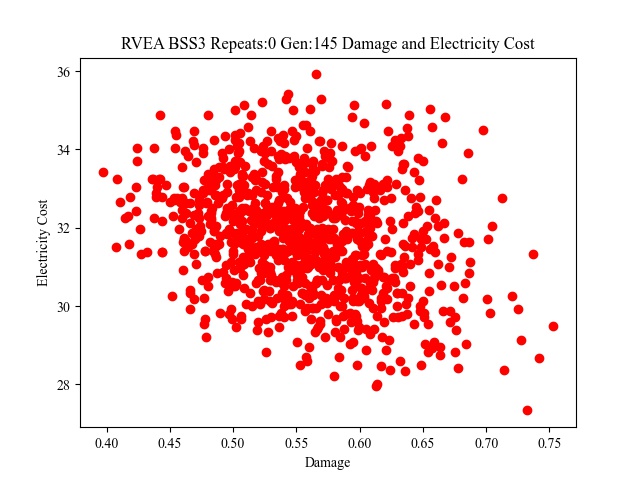 RVEA BSS3 Repeats:0 Gen:145 Damage and Electricity Cost
36
34
32
30
28
Electricity Cost
0.40 0.45 0.50 0.55 0.60 0.65 0.70 0.75
Damage